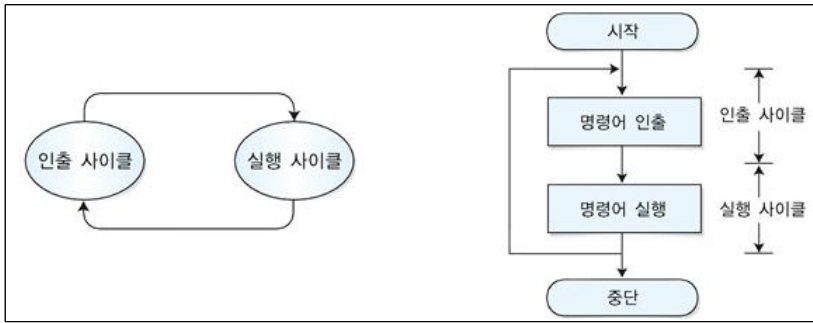 인출 사이클
실행 사이클
시작
명령어 인출
인출 사이클
명령어 실행
실행 사이클
중단